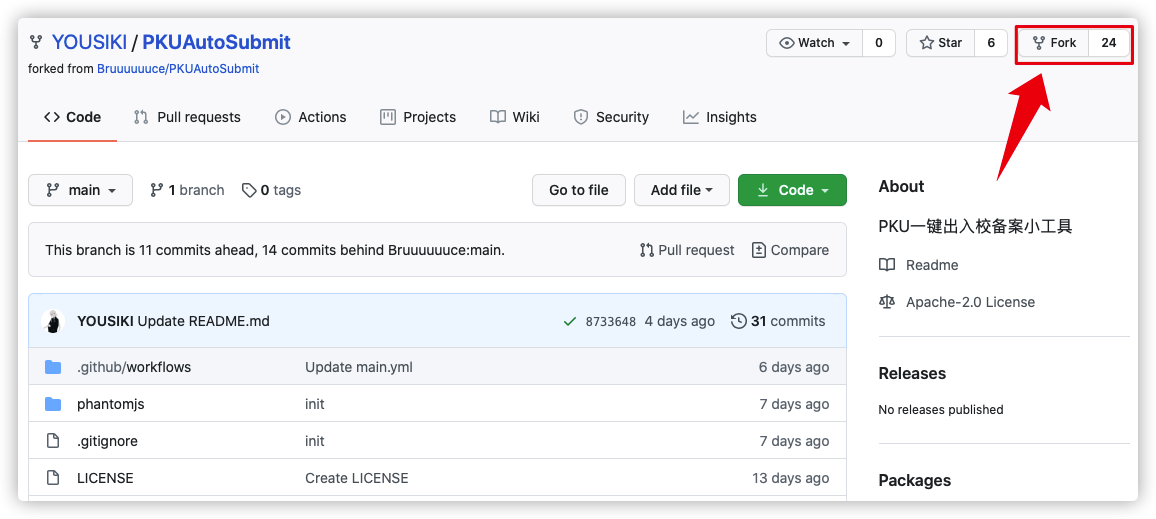 YOUSIKI / PKUAutoSubmit
Watch 0 Star 6 Fork 24
forked from Bruuuuuuce/PKUAutoSubmit
Code Pull requests Actions Projects Wiki Security Insights
main 1 branch 0 tags Go to file Add file Code
This branch is 11 commits ahead, 14 commits behind Bruuuuuuce:main. Pull request Compare
YOUSIKI Update README.md 8733648 4 days ago 31 commits
.github/workflows Update main.yml 6 days ago
phantomjs init 7 days ago
.gitignore init 7 days ago
LICENSE Create LICENSE 13 days ago
About
PKU一键出入校备案小工具
Readme
Apache-2.0 License
Releases
No releases published
Packages